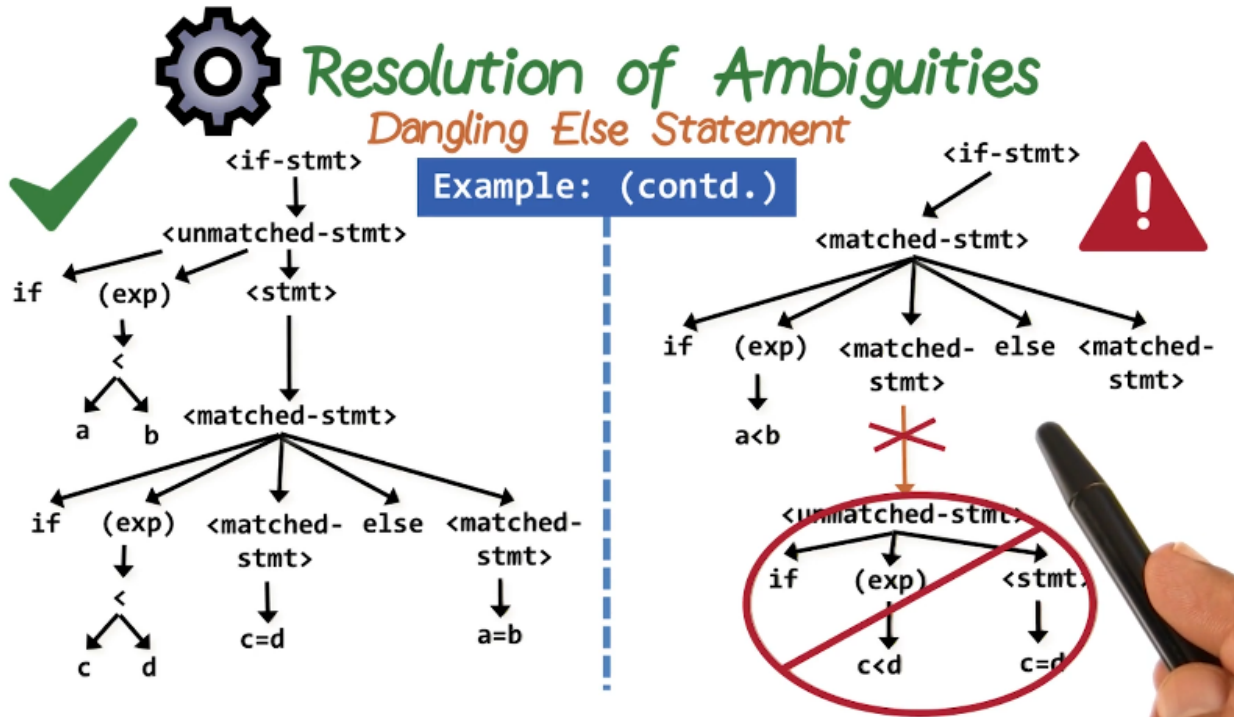 Resolution of Ambiguities
Dangling Else Statement
Example: (contd.)
<if-stmt>
<unmatched-stmt>
if (exp) <stmt>
<
a b
<matched-stmt>
if (exp) <matched- else <matched-
stmt> stmt>
<
c=d a=b
c d
<if-stmt>
<matched-stmt>
if (exp) <matched- else <matched-
stmt> stmt>
a<b
<unmatched-stmt>
if (exp) <stmt>
c<d c=d